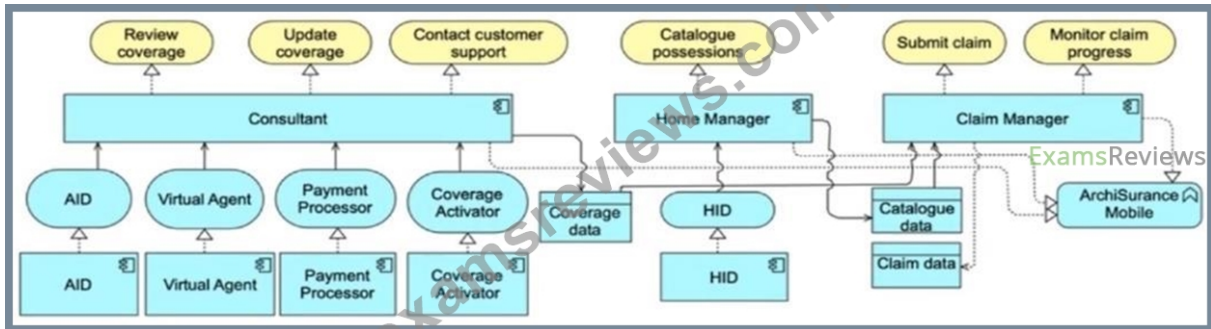 Review
coverage
Update
coverage
Contact customer
support
Catalogue
possessions
Submit claim
Monitor claim
progress
Consultant
Home Manager
Claim Manager
ExamsReviews
AID
Virtual Agent
Payment
Processor
Coverage
Activator
Coverage
data
HID
Catalogue
data
ArchiSurance
Mobile
Claim data
AID
Virtual Agent
Payment
Processor
Coverage
Activator
HID
examsreviews.com